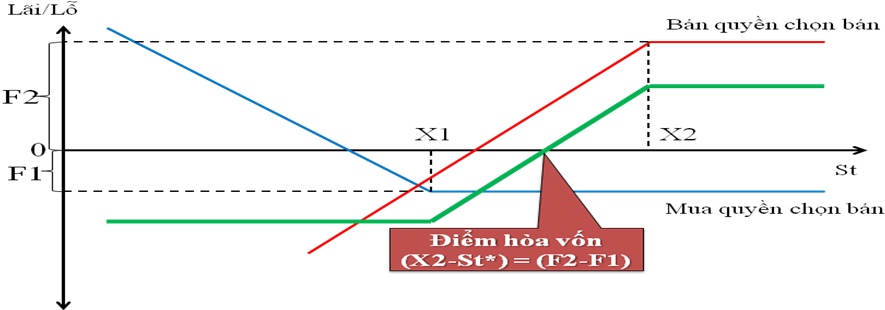 Lãi/Lỗ
Bán quyền chọn bán
F2
X1
X2
0
St
F1
Mua quyền chọn bán
Điểm hòa vốn
(X2-St*) = (F2-F1)